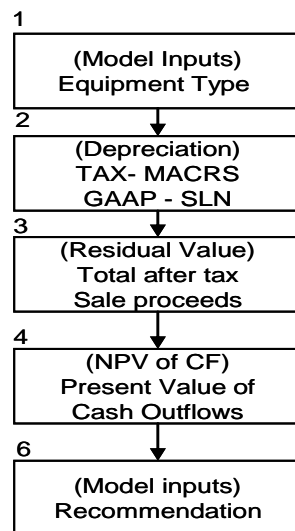 1
(Model Inputs)
Equipment Type
2
(Depreciation)
TAX- MACRS
GAAP - SLN
3
(Residual Value)
Total after tax
Sale proceeds
4
(NPV of CF)
Present Value of
Cash Outflows
6
(Model inputs)
Recommendation